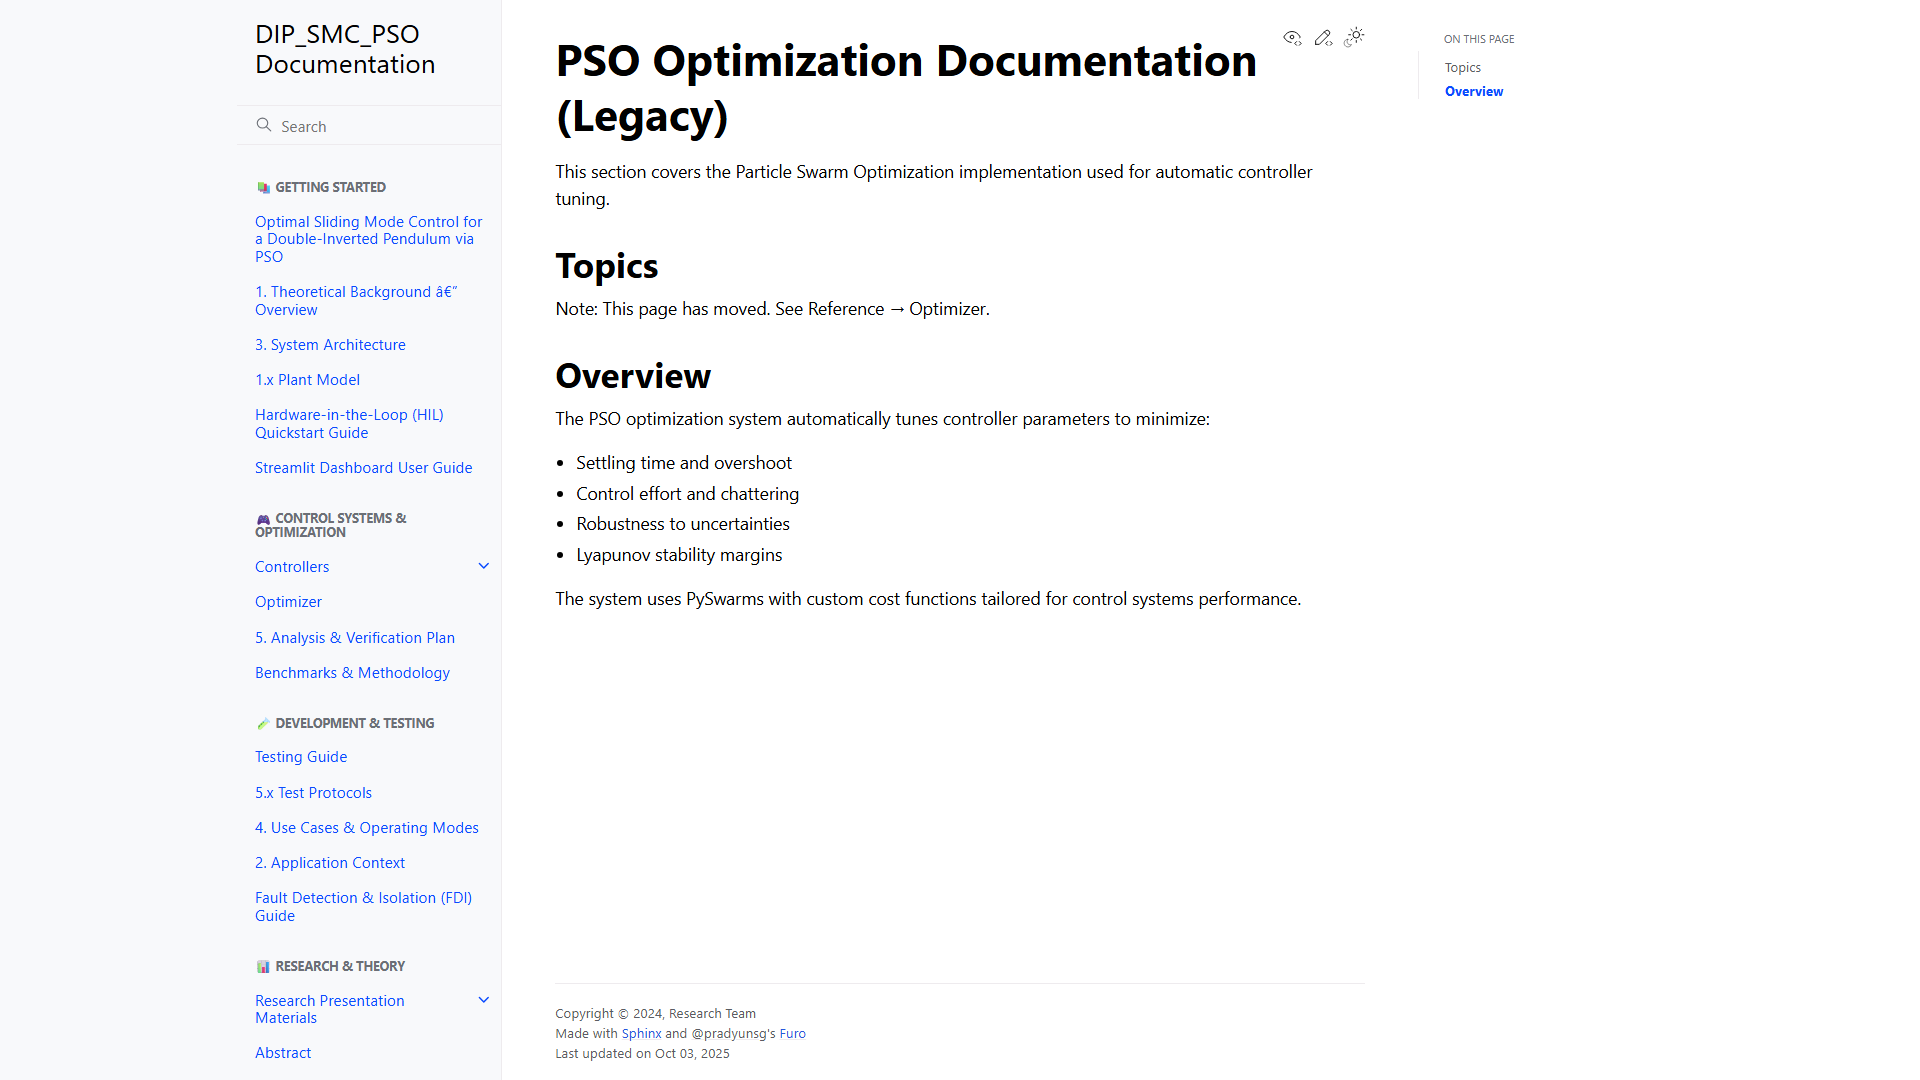 DIP_SMC_PSO
Documentation
Search
GETTING STARTED
Optimal Sliding Mode Control for
a Double-Inverted Pendulum via
PSO
1. Theoretical Background â€”
Overview
3. System Architecture
1.x Plant Model
Hardware-in-the-Loop (HIL)
Quickstart Guide
Streamlit Dashboard User Guide
CONTROL SYSTEMS &
OPTIMIZATION
Controllers
Optimizer
5. Analysis & Verification Plan
Benchmarks & Methodology
DEVELOPMENT & TESTING
Testing Guide
5.x Test Protocols
4. Use Cases & Operating Modes
2. Application Context
Fault Detection & Isolation (FDI)
Guide
RESEARCH & THEORY
Research Presentation
Materials
Abstract
PSO Optimization Documentation
(Legacy)
This section covers the Particle Swarm Optimization implementation used for automatic controller
tuning.
Topics
Note: This page has moved. See Reference → Optimizer.
Overview
The PSO optimization system automatically tunes controller parameters to minimize:
• Settling time and overshoot
• Control effort and chattering
• Robustness to uncertainties
• Lyapunov stability margins
The system uses PySwarms with custom cost functions tailored for control systems performance.
Copyright © 2024, Research Team
Made with Sphinx and @pradyunsg's Furo
Last updated on Oct 03, 2025
ON THIS PAGE
Topics
Overview